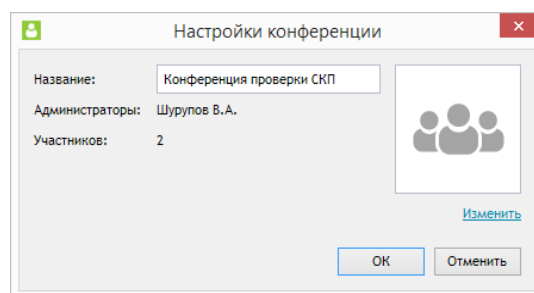 Настройки конференции
Название: Конференция проверки СКП
Администраторы: Шурупов В.А.
Участников: 2
Изменить
ОК Отменить